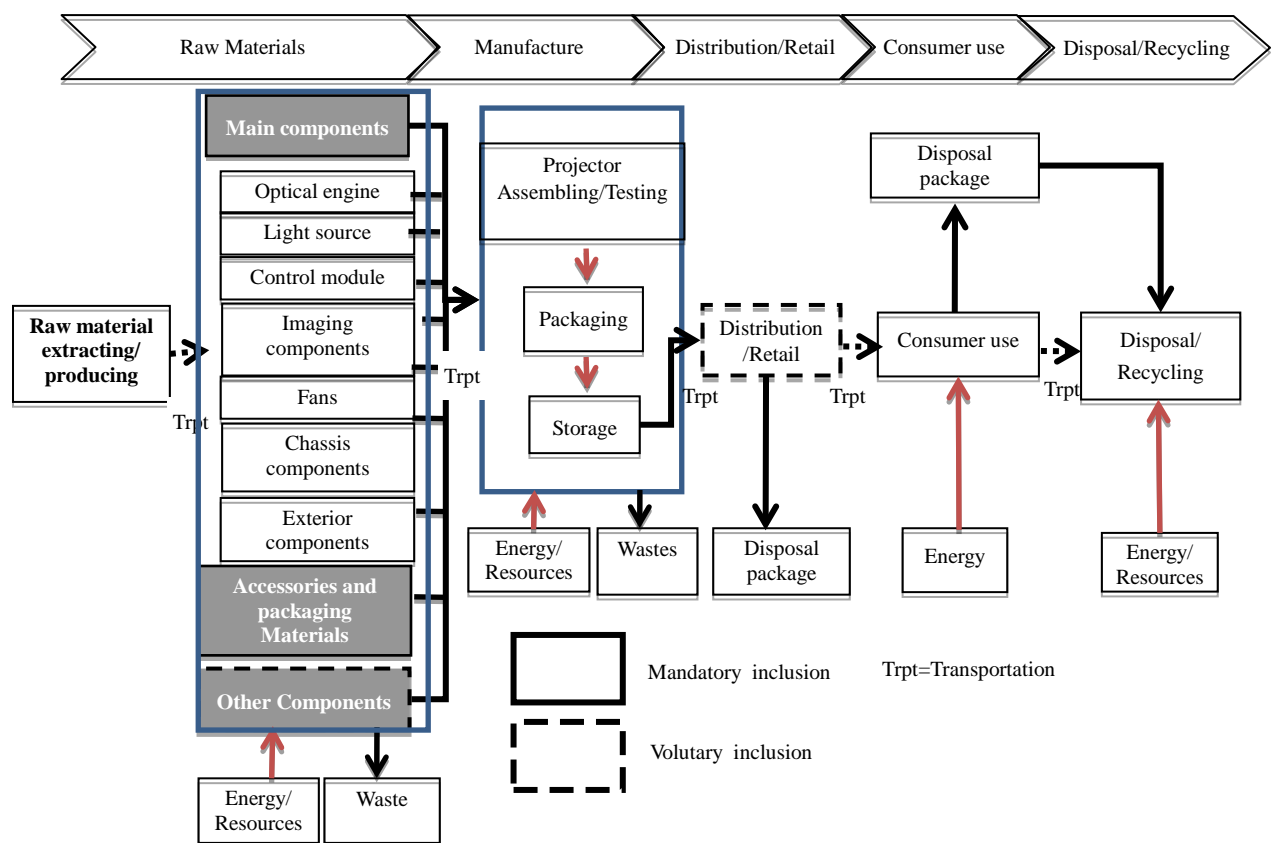 Raw Materials
Manufacture
Distribution/Retail
Consumer use
Disposal/Recycling
Main components
Optical engine
Light source
Control module
Imaging
components
Fans
Chassis
components
Exterior
components
Accessories and
packaging
Materials
Other Components
Raw material
extracting/
producing
Trpt
Energy/
Resources
Waste
Trpt
Projector
Assembling/Testing
Packaging
Storage
Energy/
Resources
Wastes
Trpt
Distribution
/Retail
Disposal
package
Trpt
Disposal
package
Consumer use
Energy
Trpt
Disposal/
Recycling
Energy/
Resources
Mandatory inclusion
Trpt=Transportation
Volutary inclusion